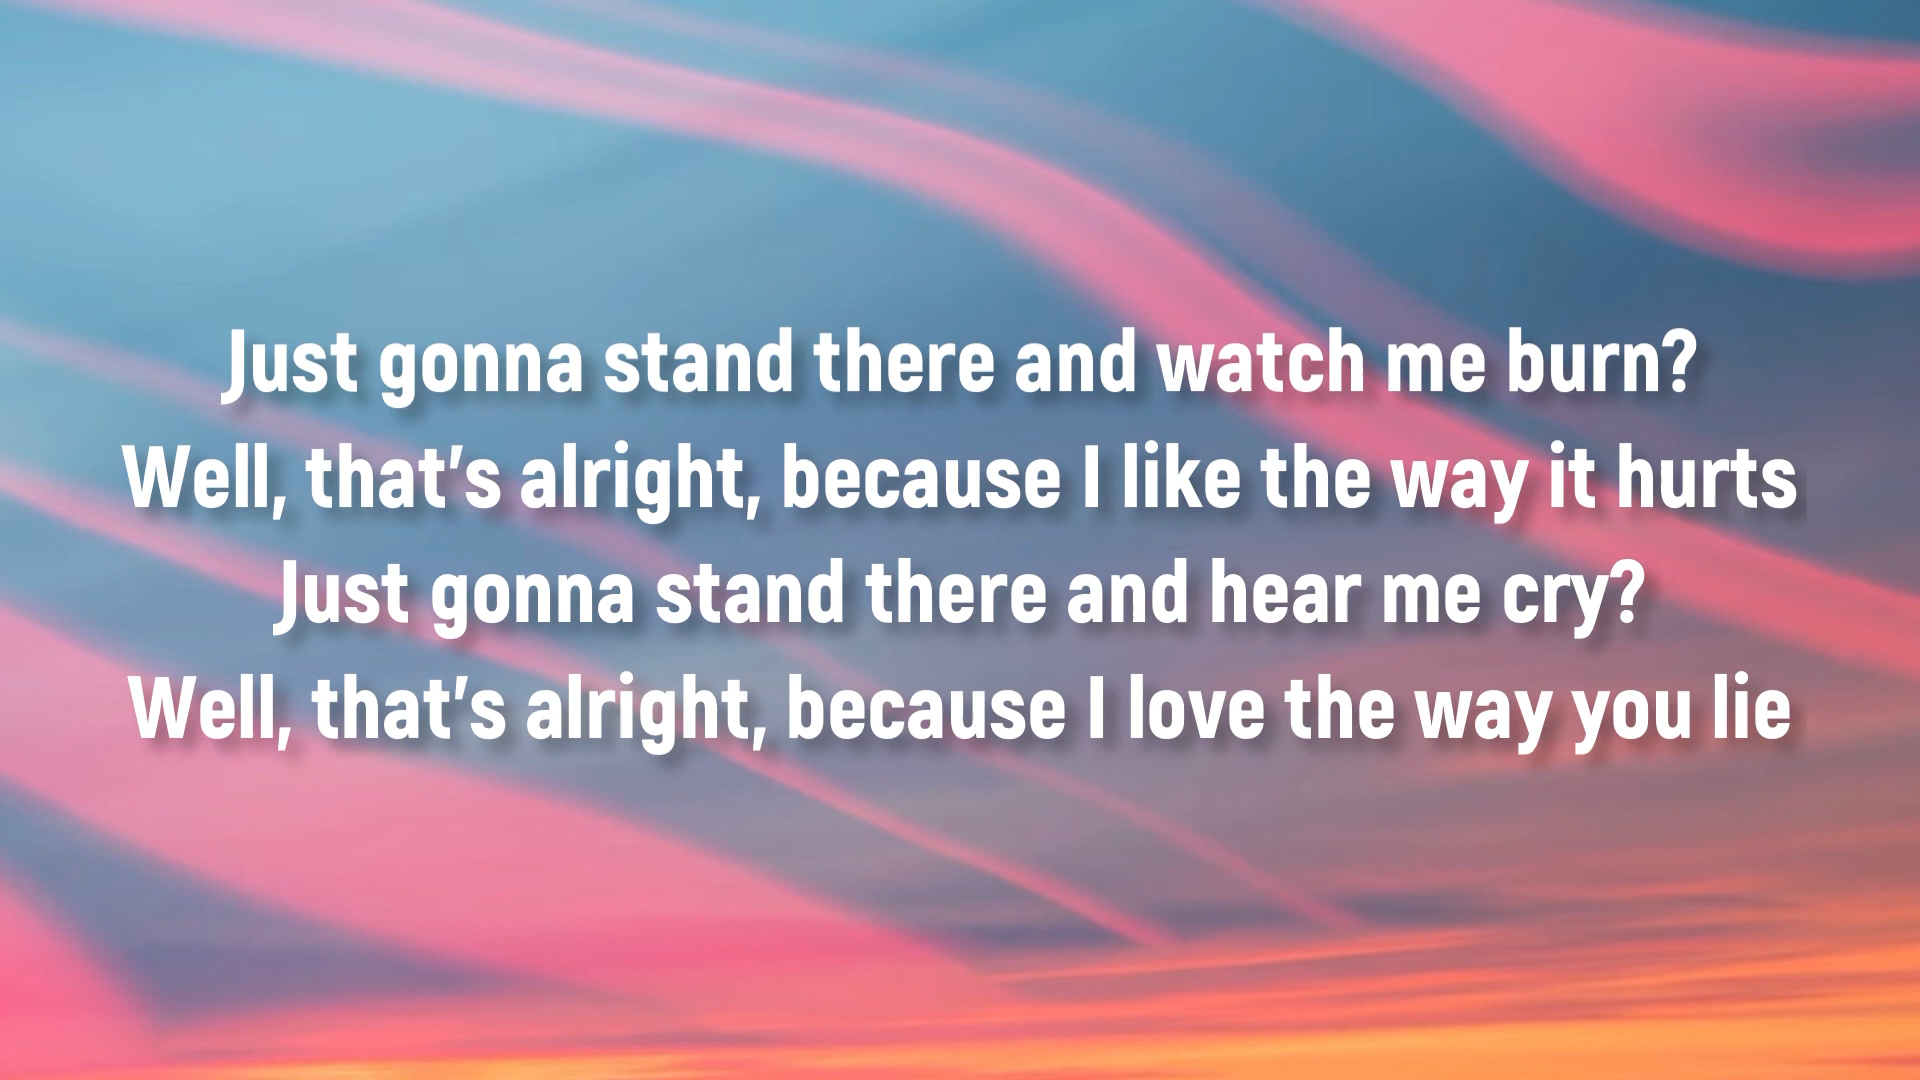 Just gonna stand there and watch me burn?
Well, that's alright, because I like the way it hurts
Just gonna stand there and hear me cry?
Well, that's alright, because I love the way you lie